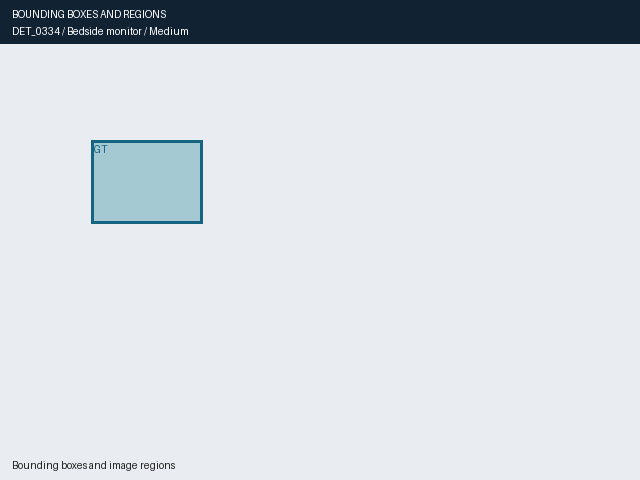 BOUNDING BOXES AND REGIONS
DET_0334 / Bedside monitor / Medium
GT
Bounding boxes and image regions